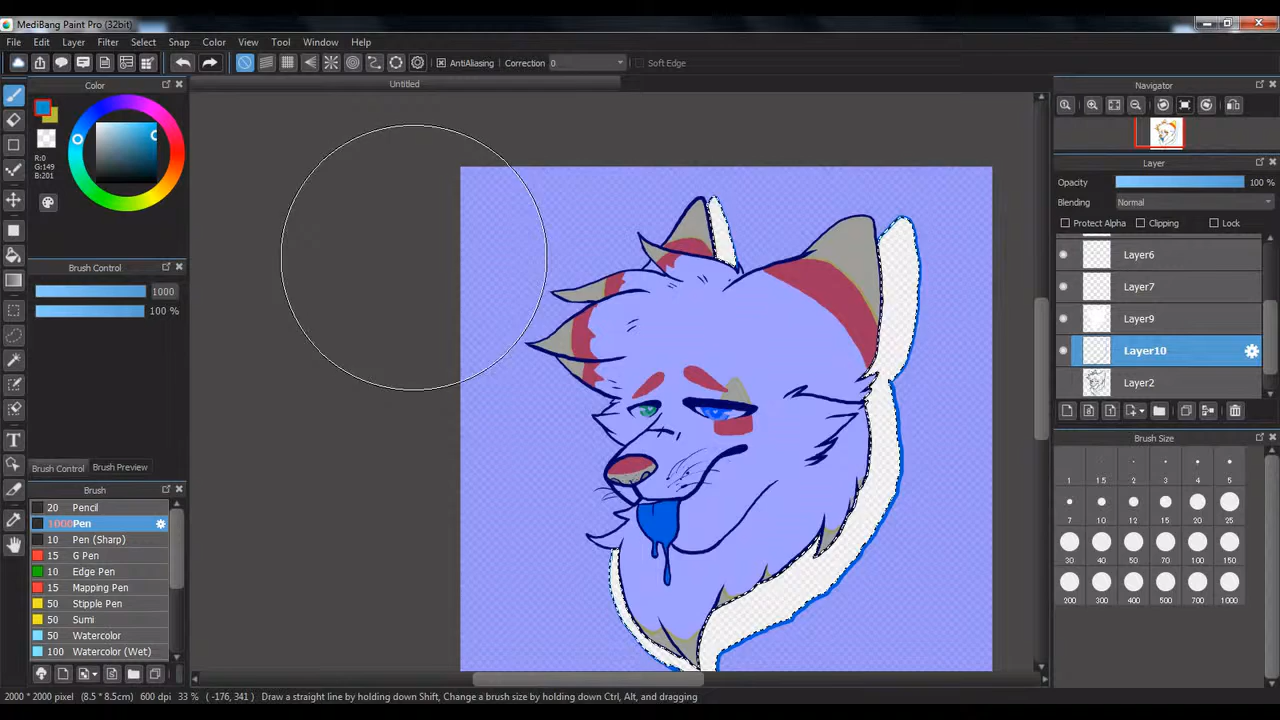 MediBang Paint Pro (32bit)
File Edit Layer Filter Select Snap Color View Tool Window Help
AntiAliasing Correction 0 Soft Edge
Color
Untitled
Navigator
R:0
G:149
B:201
Layer
Opacity 100 %
Blending Normal
Protect Alpha Clipping Lock
Layer6
Layer7
Layer9
Layer10
Layer2
Brush Control
1000
100 %
Brush Control Brush Preview
Brush
20 Pencil
1000 Pen
10 Pen (Sharp)
15 G Pen
10 Edge Pen
15 Mapping Pen
50 Stipple Pen
50 Sumi
50 Watercolor
100 Watercolor (Wet)
Brush Size
1 1.5 2 3 4 5
7 10 12 15 20 25
30 40 50 70 100 150
200 300 400 500 700 1000
2000 * 2000 pixel (8.5 * 8.5cm) 600 dpi 33 % ( -176, 341 ) Draw a straight line by holding down Shift, Change a brush size by holding down Ctrl, Alt, and dragging